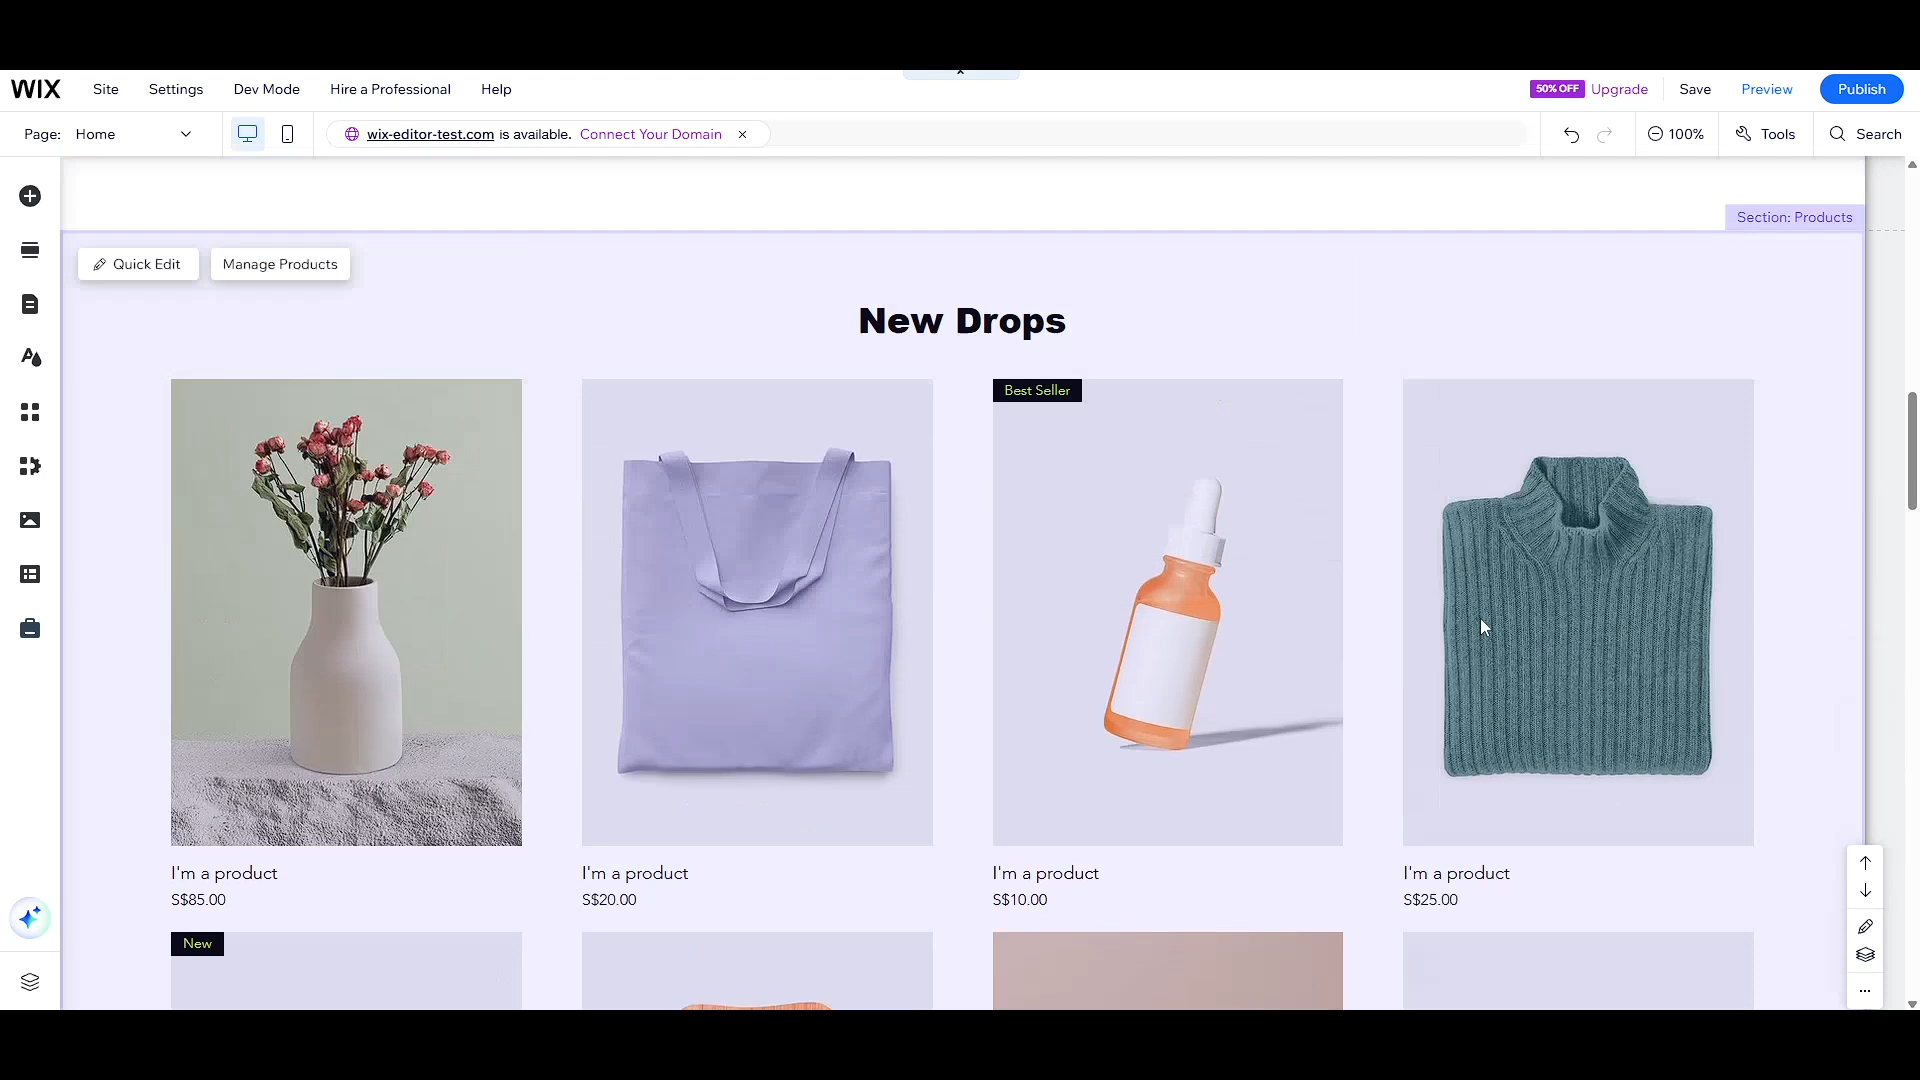 WIX Site Settings Dev Mode Hire a Professional Help 50% OFF Upgrade Save Preview Publish
Page: Home wix-editor-test.com is available. Connect Your Domain 100% Tools Search
Section: Products
Quick Edit Manage Products
New Drops
Best Seller
I'm a product I'm a product I'm a product I'm a product
S$85.00 S$20.00 S$10.00 S$25.00
New